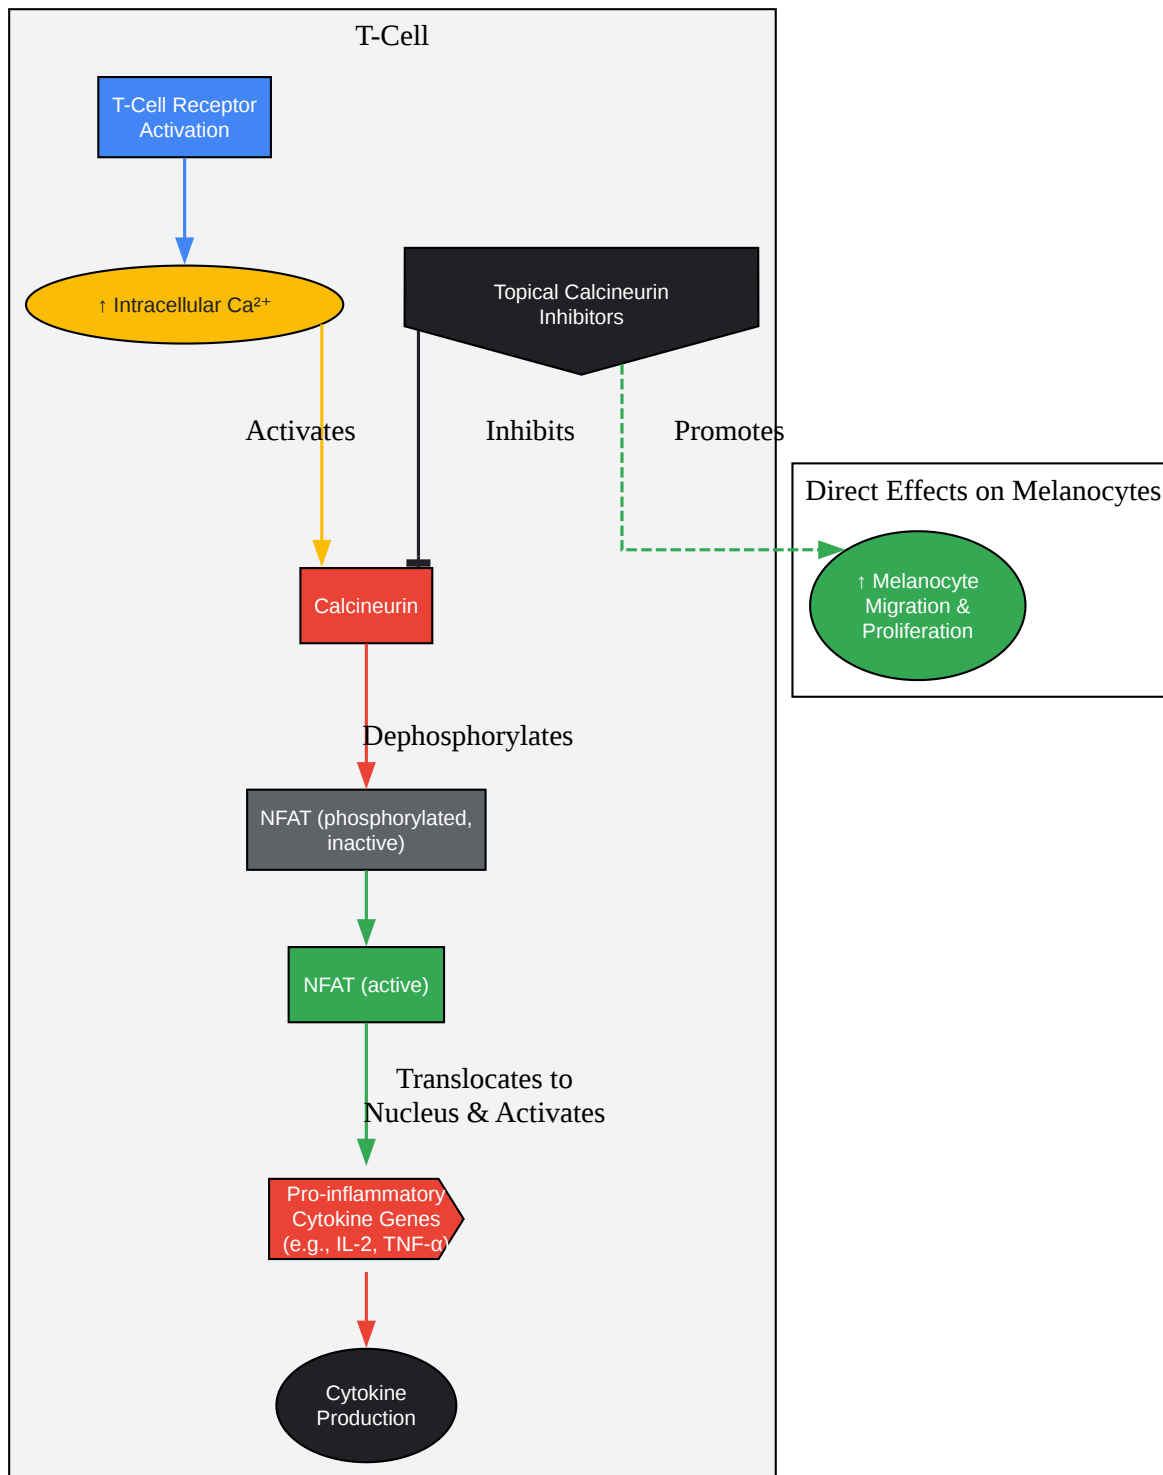 T-Cell
T-Cell Receptor
Activation
↑ Intracellular Ca²⁺
Topical Calcineurin
Inhibitors
Activates
Inhibits
Promotes
Direct Effects on Melanocytes
↑ Melanocyte
Migration &
Proliferation
Calcineurin
Dephosphorylates
NFAT (phosphorylated,
inactive)
NFAT (active)
Translocates to
Nucleus & Activates
Pro-inflammatory
Cytokine Genes
(e.g., IL-2, TNF-α)
Cytokine
Production